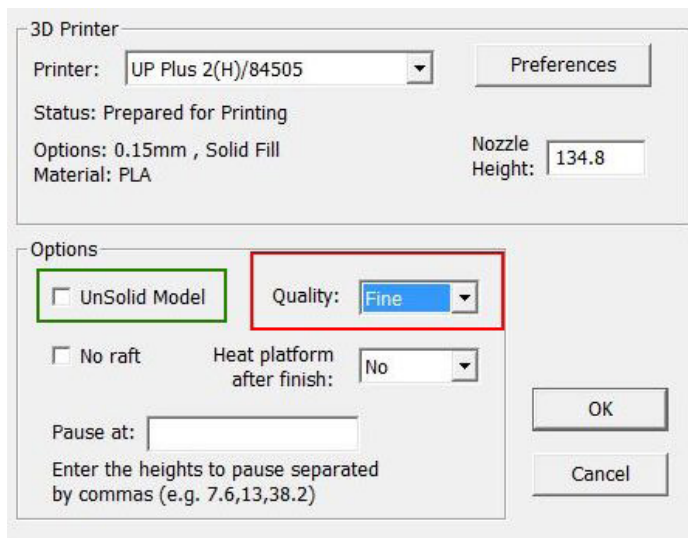 3D Printer
Printer: UP Plus 2(H)/84505 Preferences
Status: Prepared for Printing
Options: 0.15mm , Solid Fill
Material: PLA
Nozzle
Height: 134.8
Options
UnSolid Model Quality: Fine
No raft Heat platform
after finish: No
OK
Pause at:
Enter the heights to pause separated
by commas (e.g. 7.6,13,38.2)
Cancel